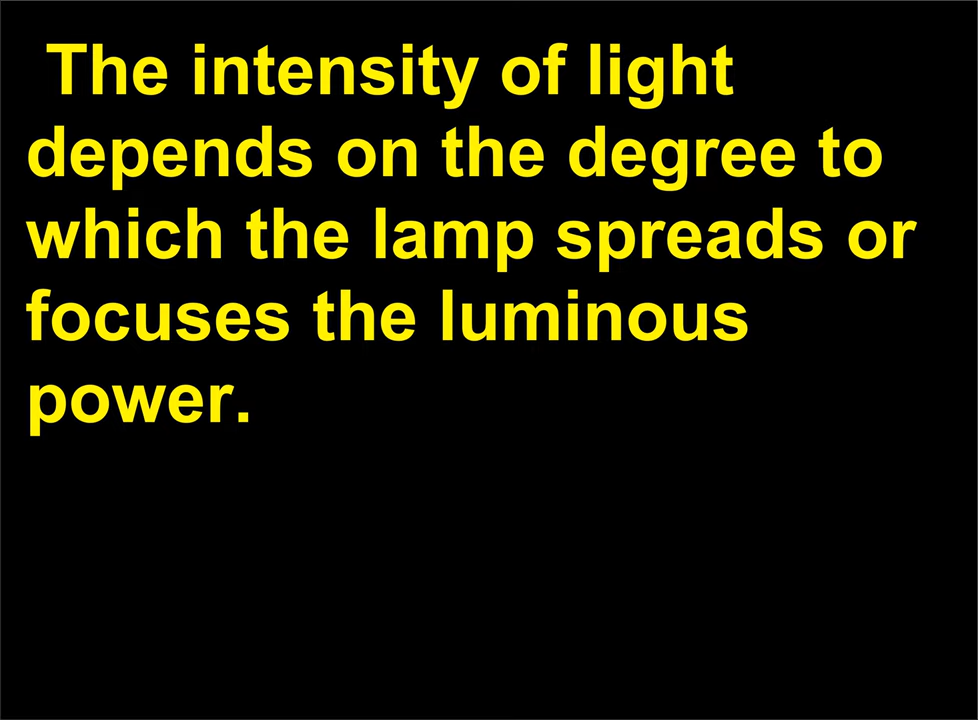 The intensity of light
depends on the degree to
which the lamp spreads or
focuses the luminous
power.